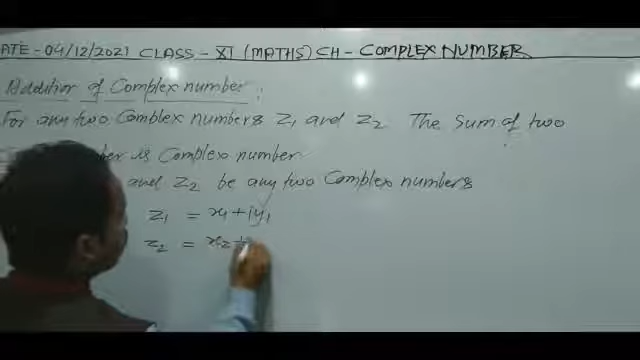 ATE - 04/12/2021 CLASS - XI (MATHS) CH - COMPLEX NUMBER
Addition of Complex number :
For any two Complex numbers Z₁ and Z₂ The Sum of two
ber is Complex number
and Z₂ be any two Complex numbers
Z₁ = x₁ + iy₁
Z₂ = x₂ +